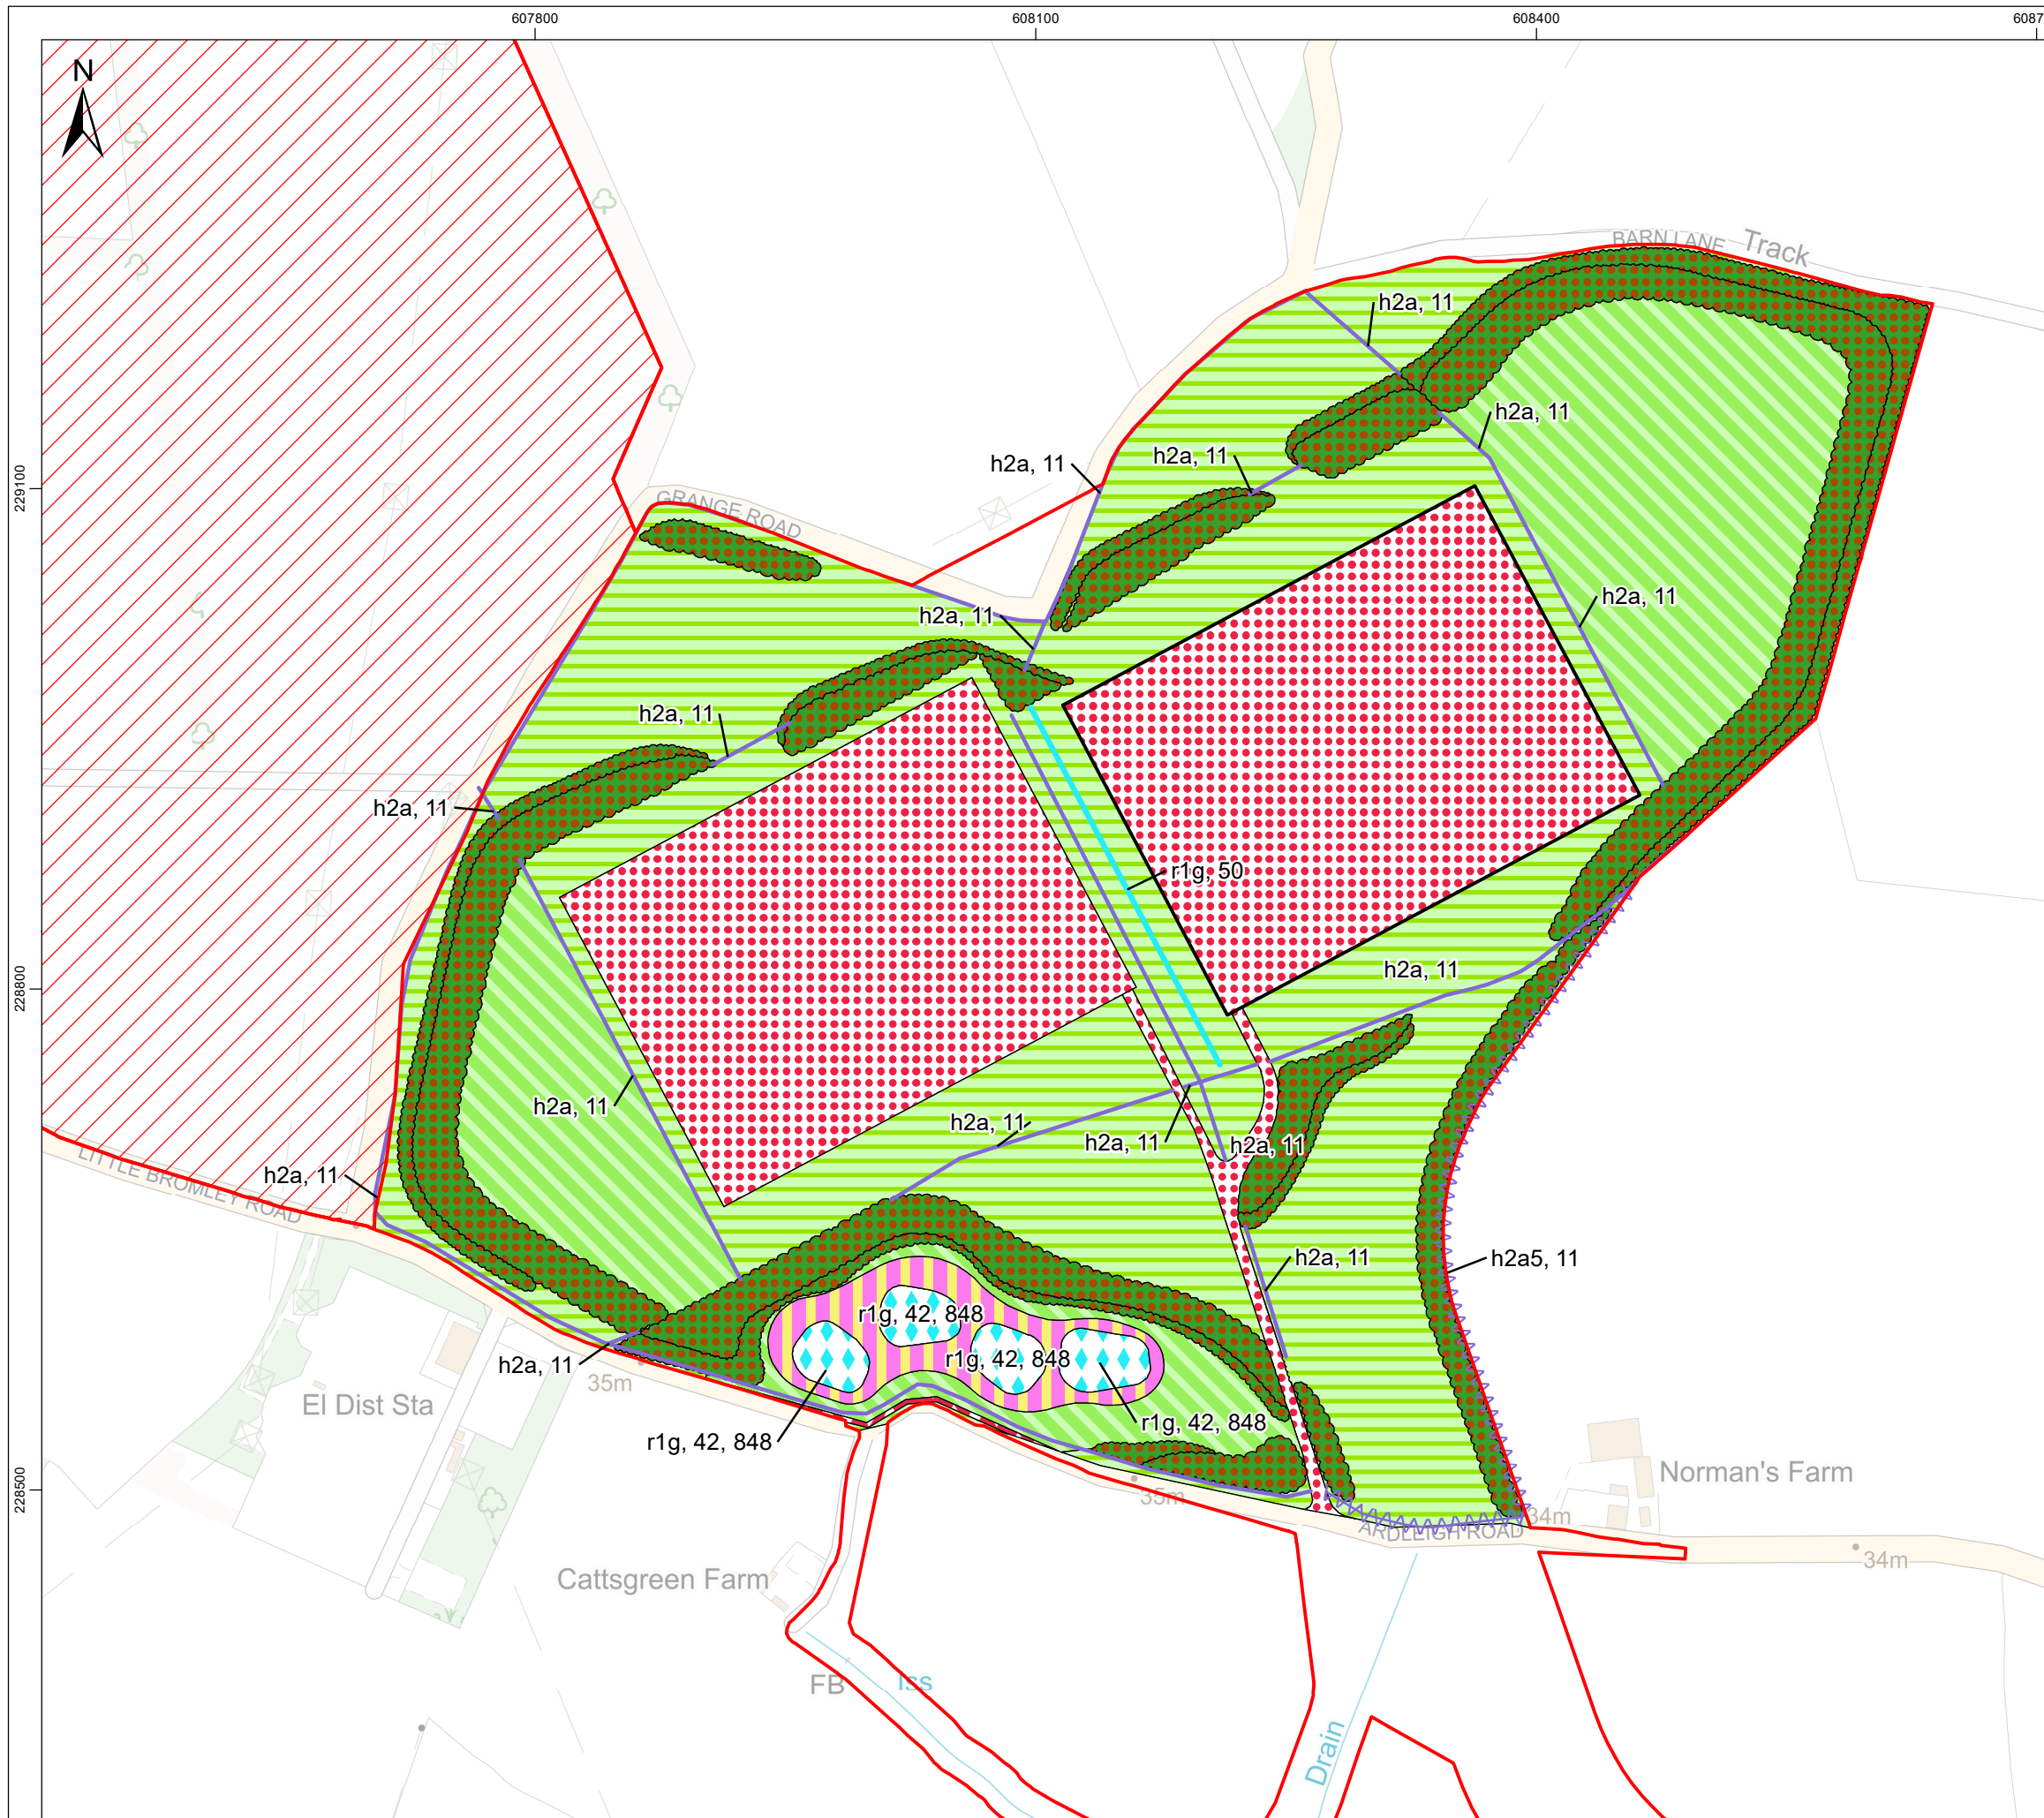 607800
608100
608400
6087
N
BARN LANE
Track
h2a, 11
h2a, 11
h2a, 11
h2a, 11
229100
GRANGE ROAD
h2a, 11
h2a, 11
h2a, 11
h2a, 11
r1g, 50
h2a, 11
228800
h2a, 11
h2a, 11
h2a, 11
h2a, 11
LITTLE BROMLEY ROAD
h2a, 11
h2a, 11
h2a5, 11
r1g, 42, 848
r1g, 42, 848
h2a, 11
35m
El Dist Sta
r1g, 42, 848
r1g, 42, 848
228500
Norman's Farm
35m
34m
ARDLEIGH ROAD
34m
Cattsgreen Farm
FB
Iss
Drain